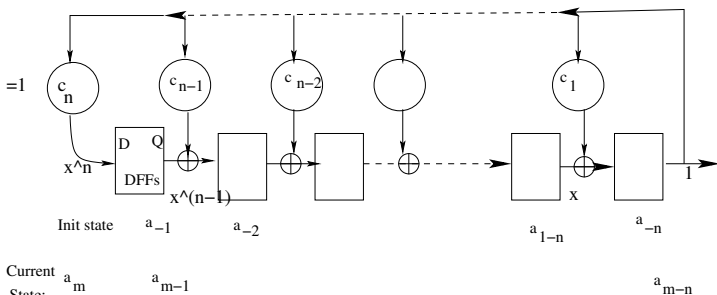 =1
c_n
c_{n-1}
c_{n-2}
c_1
D Q
DFFs
x^n
x^(n-1)
x
1
Init state a_{-1} a_{-2} a_{1-n} a_{-n}
Current a_m a_{m-1} a_{m-n}
State: